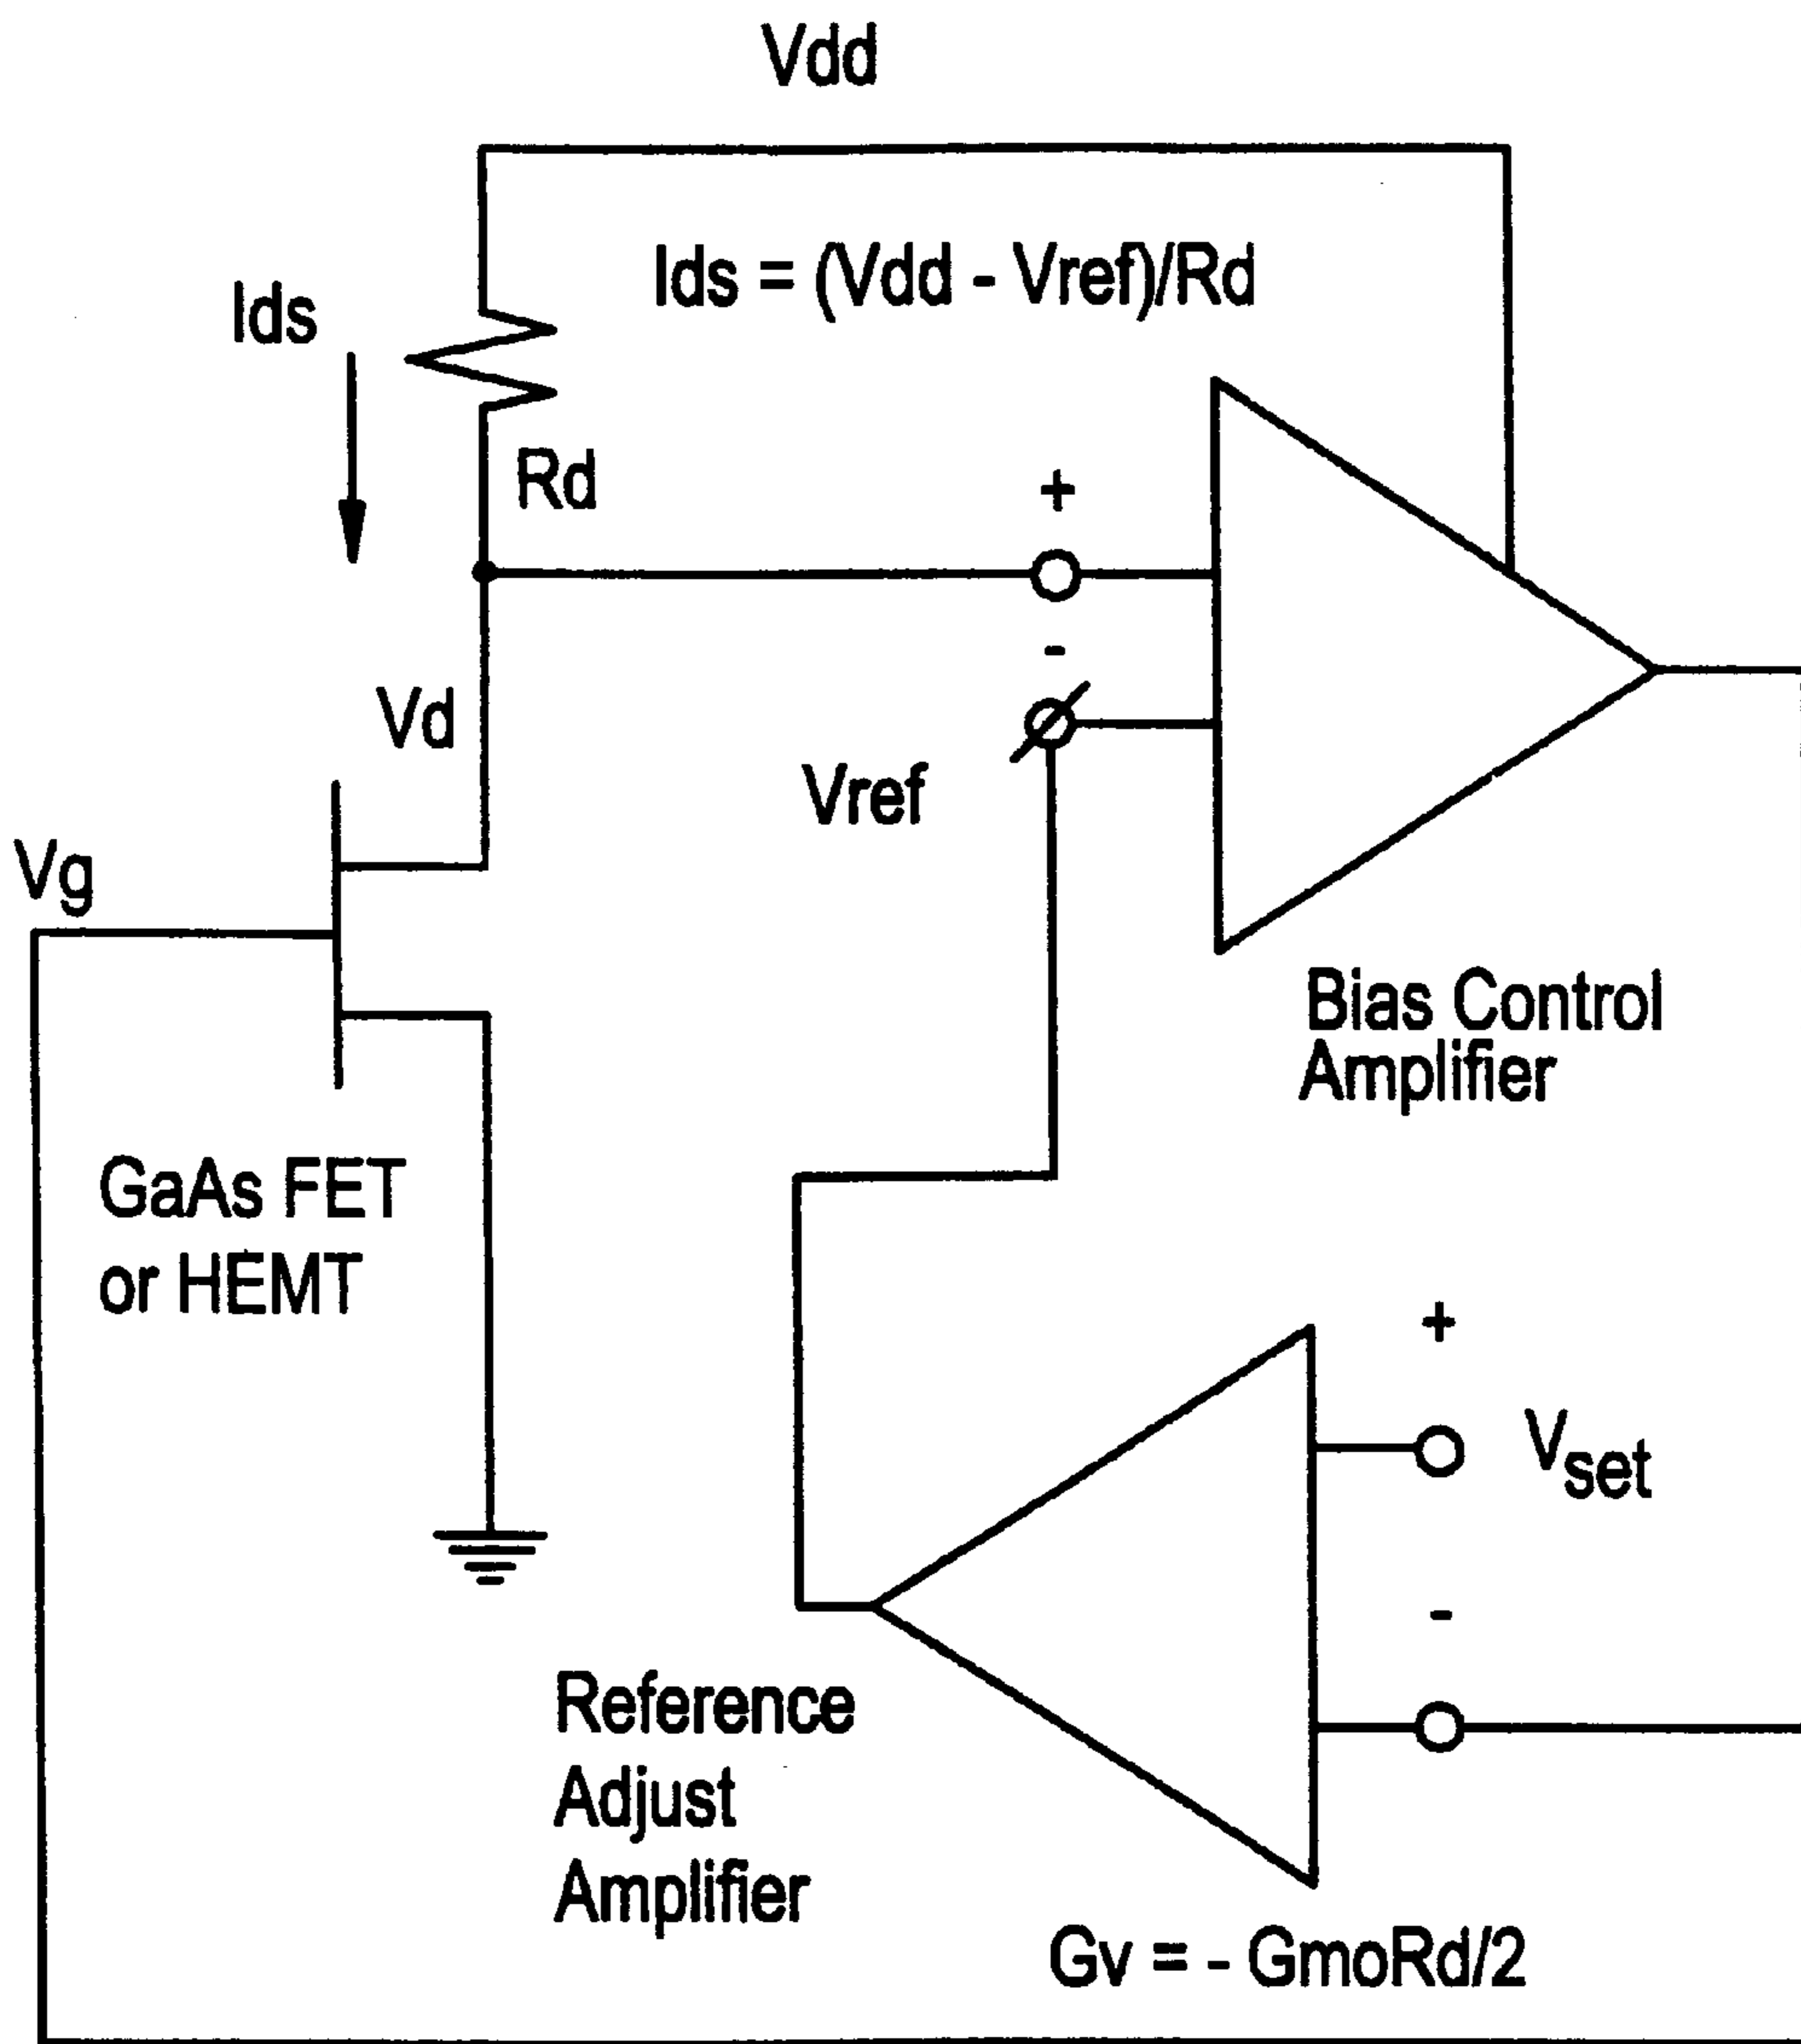 Vdd
Ids = (Vdd - Vref)/Rd
Ids
Rd
+
-
Vd
Vref
Vg
Bias Control
Amplifier
GaAs FET
or HEMT
+
Vset
-
Reference
Adjust
Amplifier
Gv = - GmoRd/2